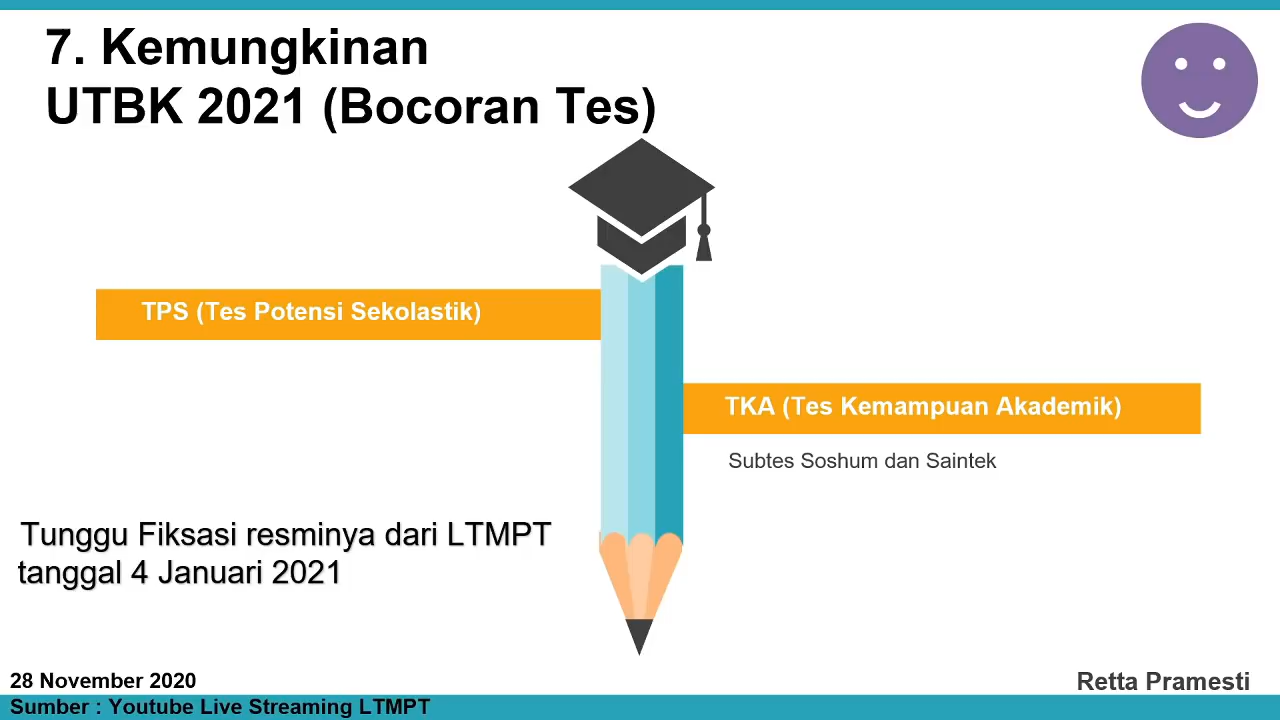 7. Kemungkinan
UTBK 2021 (Bocoran Tes)
TPS (Tes Potensi Sekolastik)
TKA (Tes Kemampuan Akademik)
Subtes Soshum dan Saintek
Tunggu Fiksasi resminya dari LTMPT
tanggal 4 Januari 2021
28 November 2020
Retta Pramesti
Sumber : Youtube Live Streaming LTMPT